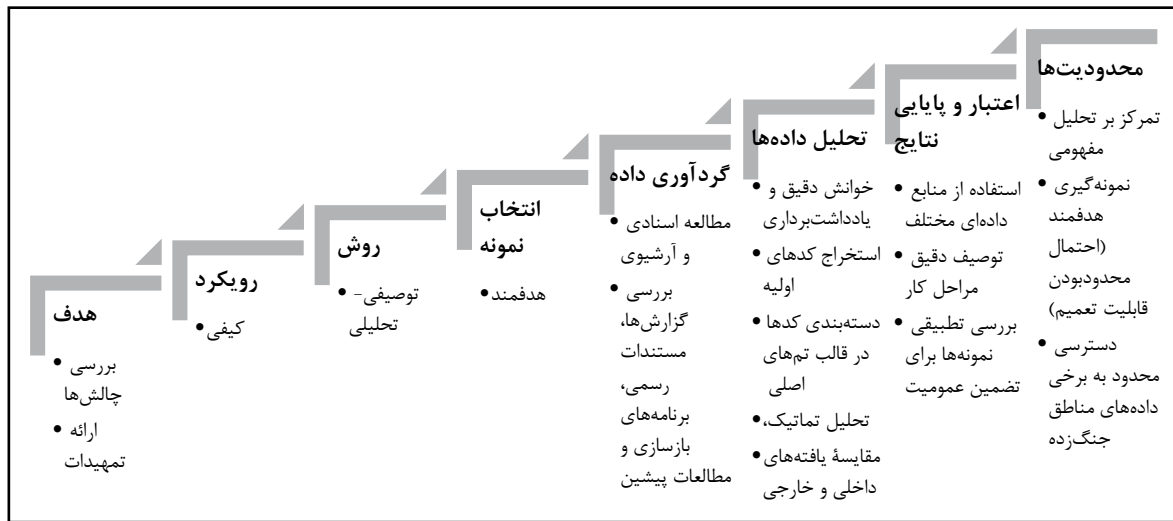 هدف
• بررسی
چالش‌ها
• ارائه
تمهیدات
رویکرد
• کیفی
روش
• توصیفی-
تحلیلی
انتخاب
نمونه
• هدفمند
گردآوری داده
• مطالعه اسنادی
و آرشیوی
• بررسی
گزارش‌ها،
مستندات
رسمی،
برنامه‌های
بازسازی و
مطالعات پیشین
تحلیل داده‌ها
• خوانش دقیق و
یادداشت‌برداری
• استخراج کدهای
اولیه
• دسته‌بندی کدها
در قالب تم‌های
اصلی
• تحلیل تماتیک،
• مقایسهٔ یافته‌های
داخلی و خارجی
اعتبار و پایایی
نتایج
• استفاده از منابع
داده‌ای مختلف
• توصیف دقیق
مراحل کار
• بررسی تطبیقی
نمونه‌ها برای
تضمین عمومیت
محدودیت‌ها
• تمرکز بر تحلیل
مفهومی
• نمونه‌گیری
هدفمند
(احتمال
محدودبودن
قابلیت تعمیم)
• دسترسی
محدود به برخی
داده‌های مناطق
جنگ‌زده